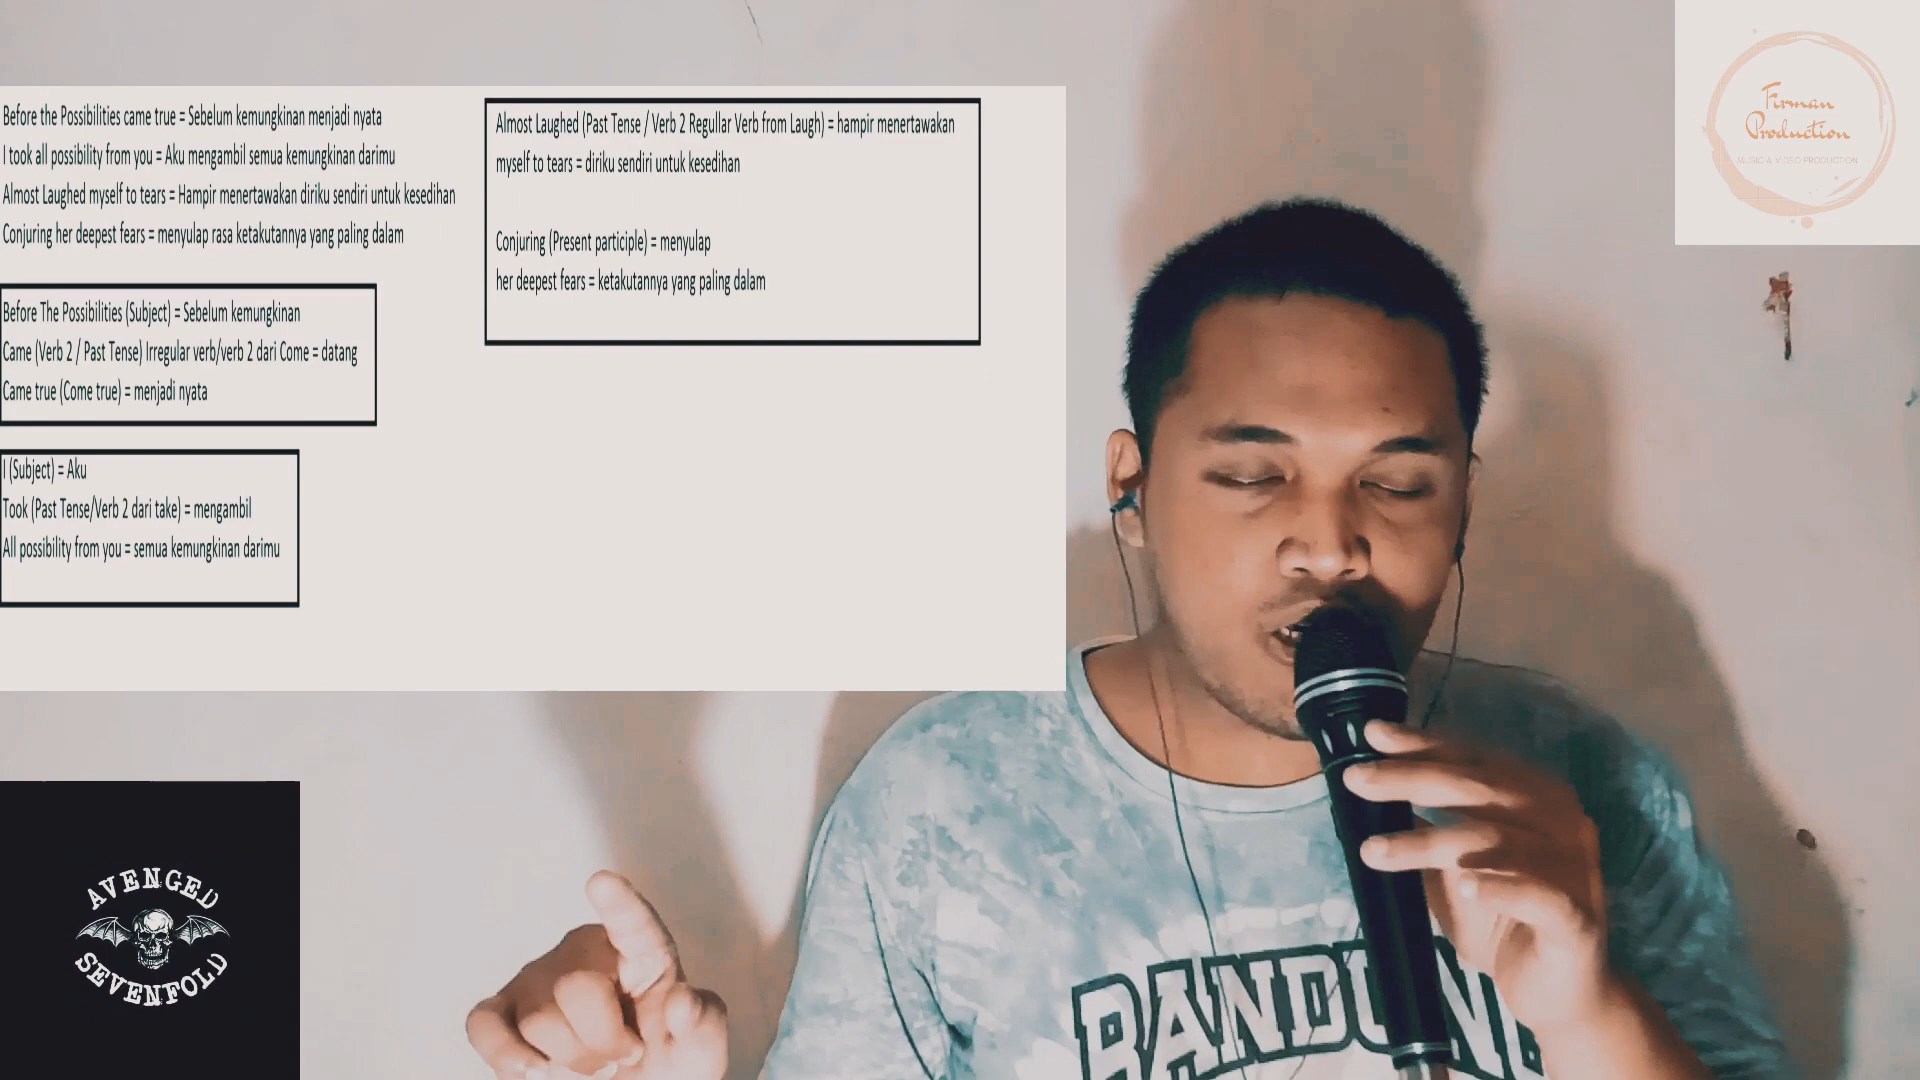 Before the Possibilities came true = Sebelum kemungkinan menjadi nyata
I took all possibility from you = Aku mengambil semua kemungkinan darimu
Almost Laughed myself to tears = Hampir menertawakan diriku sendiri untuk kesedihan
Conjuring her deepest fears = menyulap rasa ketakutannya yang paling dalam
Before The Possibilities (Subject) = Sebelum kemungkinan
Came (Verb 2 / Past Tense) Irregular verb/verb 2 dari Come = datang
Came true (Come true) = menjadi nyata
I (Subject) = Aku
Took (Past Tense/Verb 2 dari take) = mengambil
All possibility from you = semua kemungkinan darimu
Almost Laughed (Past Tense / Verb 2 Regullar Verb from Laugh) = hampir menertawakan
myself to tears = diriku sendiri untuk kesedihan
Conjuring (Present participle) = menyulap
her deepest fears = ketakutannya yang paling dalam
Firman
Production
MUSIC & VIDEO PRODUCTION
AVENGED
SEVENFOLD